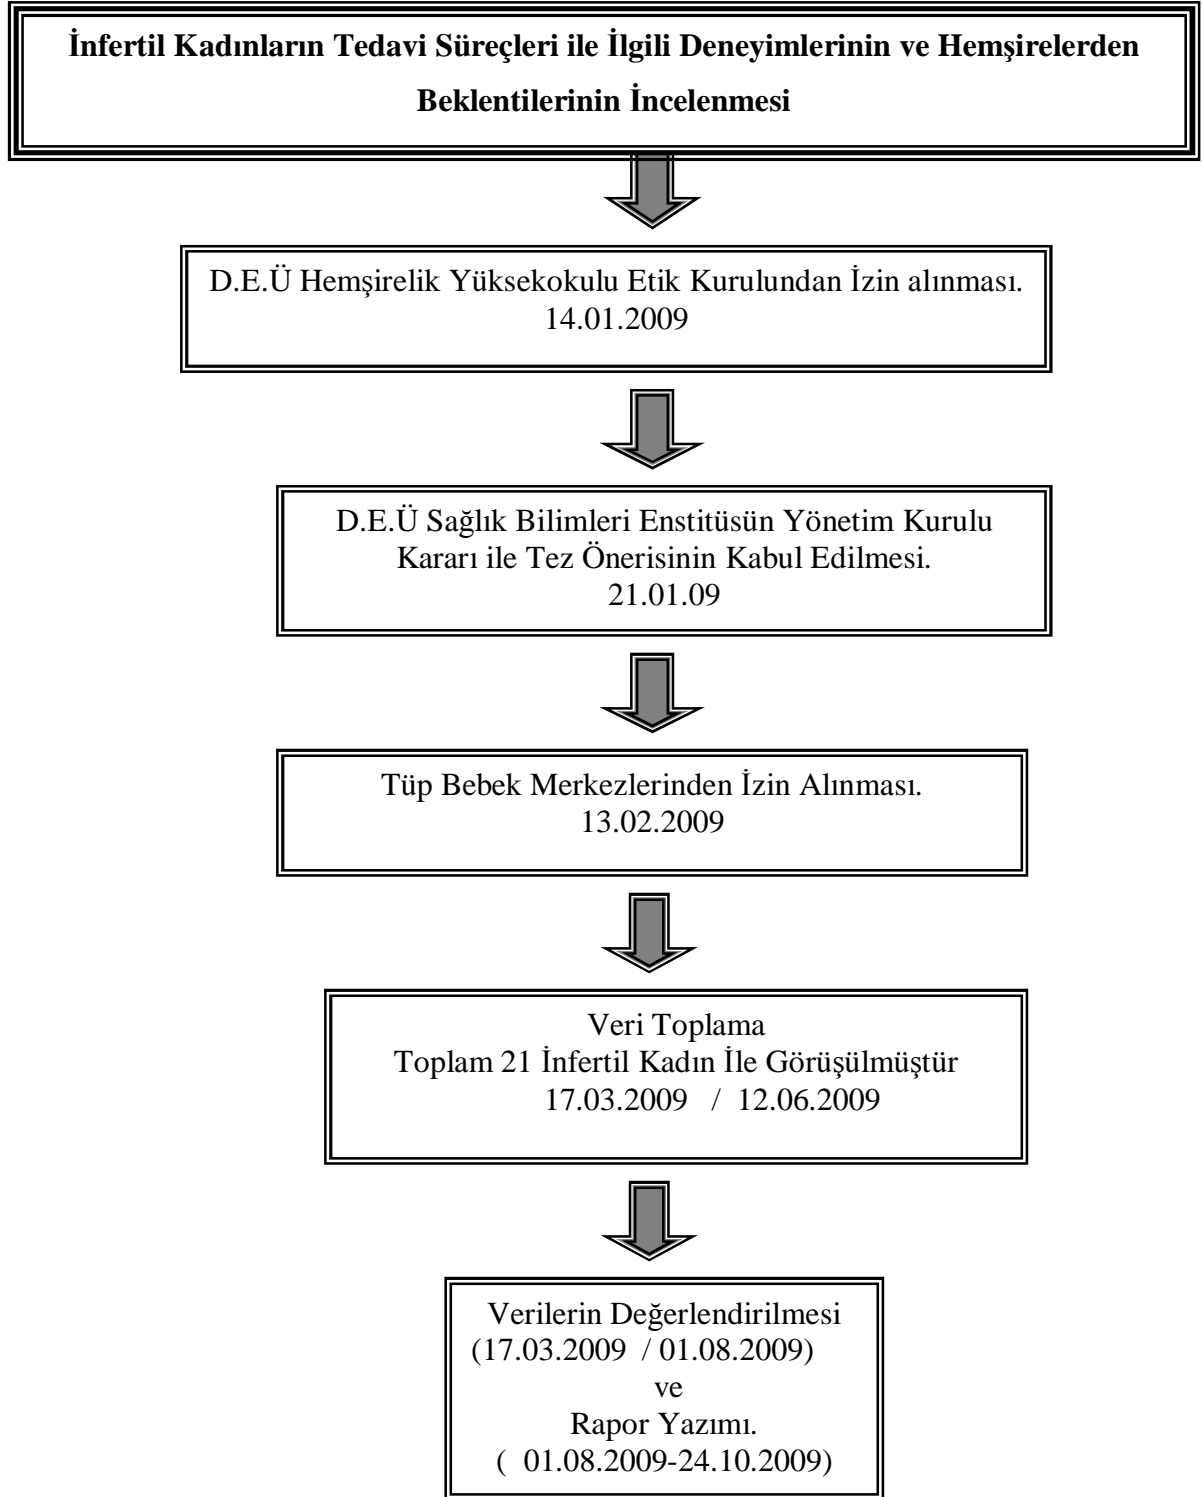 İnfertil Kadınların Tedavi Süreçleri ile İlgili Deneyimlerinin ve Hemşirelerden
Beklentilerinin İncelenmesi
D.E.Ü Hemşirelik Yüksekokulu Etik Kurulundan İzin alınması.
14.01.2009
D.E.Ü Sağlık Bilimleri Enstitüsün Yönetim Kurulu
Kararı ile Tez Önerisinin Kabul Edilmesi.
21.01.09
Tüp Bebek Merkezlerinden İzin Alınması.
13.02.2009
Veri Toplama
Toplam 21 İnfertil Kadın İle Görüşülmüştür
17.03.2009 / 12.06.2009
Verilerin Değerlendirilmesi
(17.03.2009 / 01.08.2009)
ve
Rapor Yazımı.
( 01.08.2009-24.10.2009)